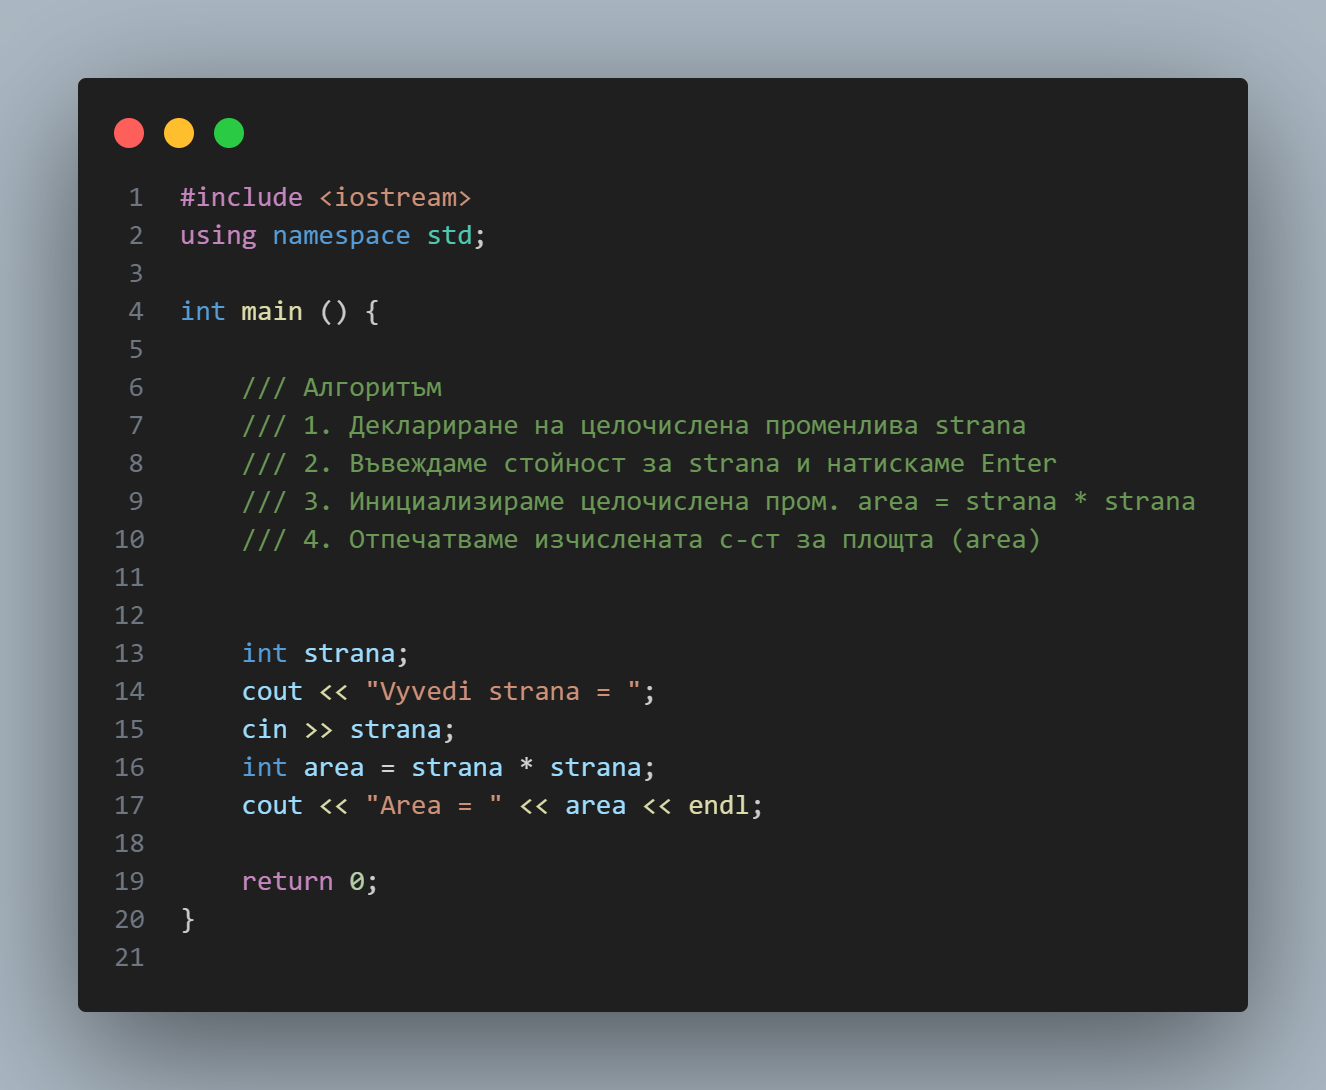 1 #include <iostream>
2 using namespace std;
3
4 int main () {
5
6     /// Алгоритъм
7     /// 1. Деклариране на целочислена променлива strana
8     /// 2. Въвеждаме стойност за strana и натискаме Enter
9     /// 3. Инициализираме целочислена пром. area = strana * strana
10     /// 4. Отпечатваме изчислената с-ст за площта (area)
11
12
13     int strana;
14     cout << "Vyvedi strana = ";
15     cin >> strana;
16     int area = strana * strana;
17     cout << "Area = " << area << endl;
18
19     return 0;
20 }
21